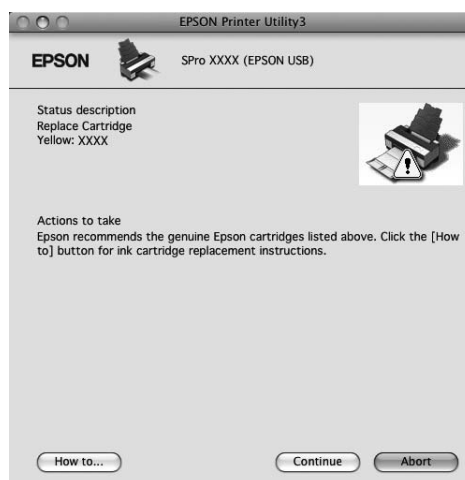 EPSON Printer Utility3
EPSON
SPro XXXX (EPSON USB)
Status description
Replace Cartridge
Yellow: XXXX
Actions to take
Epson recommends the genuine Epson cartridges listed above. Click the [How
to] button for ink cartridge replacement instructions.
How to...
Continue
Abort